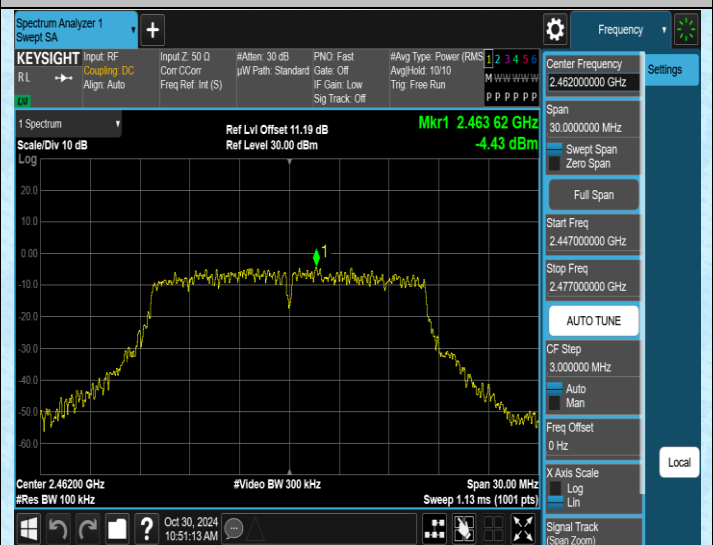 Spectrum Analyzer 1
Swept SA
+
Frequency
KEYSIGHT
RL
Input: RF
Coupling: DC
Align: Auto
Input Z: 50 Ω
Corr CCorr
Freq Ref: Int (S)
#Atten: 30 dB
µW Path: Standard
PNO: Fast
Gate: Off
IF Gain: Low
Sig Track: Off
#Avg Type: Power (RMS
Avg|Hold: 10/10
Trig: Free Run
1 2 3 4 5 6
M W W W W W
P P P P P P
1 Spectrum
Scale/Div 10 dB
Log
Ref Lvl Offset 11.19 dB
Ref Level 30.00 dBm
Mkr1 2.463 62 GHz
-4.43 dBm
20.0
10.0
0.00
-10.0
-20.0
-30.0
-40.0
-50.0
-60.0
1
Center 2.46200 GHz
#Res BW 100 kHz
#Video BW 300 kHz
Span 30.00 MHz
Sweep 1.13 ms (1001 pts)
?
Oct 30, 2024
10:51:13 AM
Center Frequency
2.462000000 GHz
Span
30.0000000 MHz
Swept Span
Zero Span
Full Span
Start Freq
2.447000000 GHz
Stop Freq
2.477000000 GHz
AUTO TUNE
CF Step
3.000000 MHz
Auto
Man
Freq Offset
0 Hz
X Axis Scale
Log
Lin
Signal Track
(Span Zoom)
Settings
Local